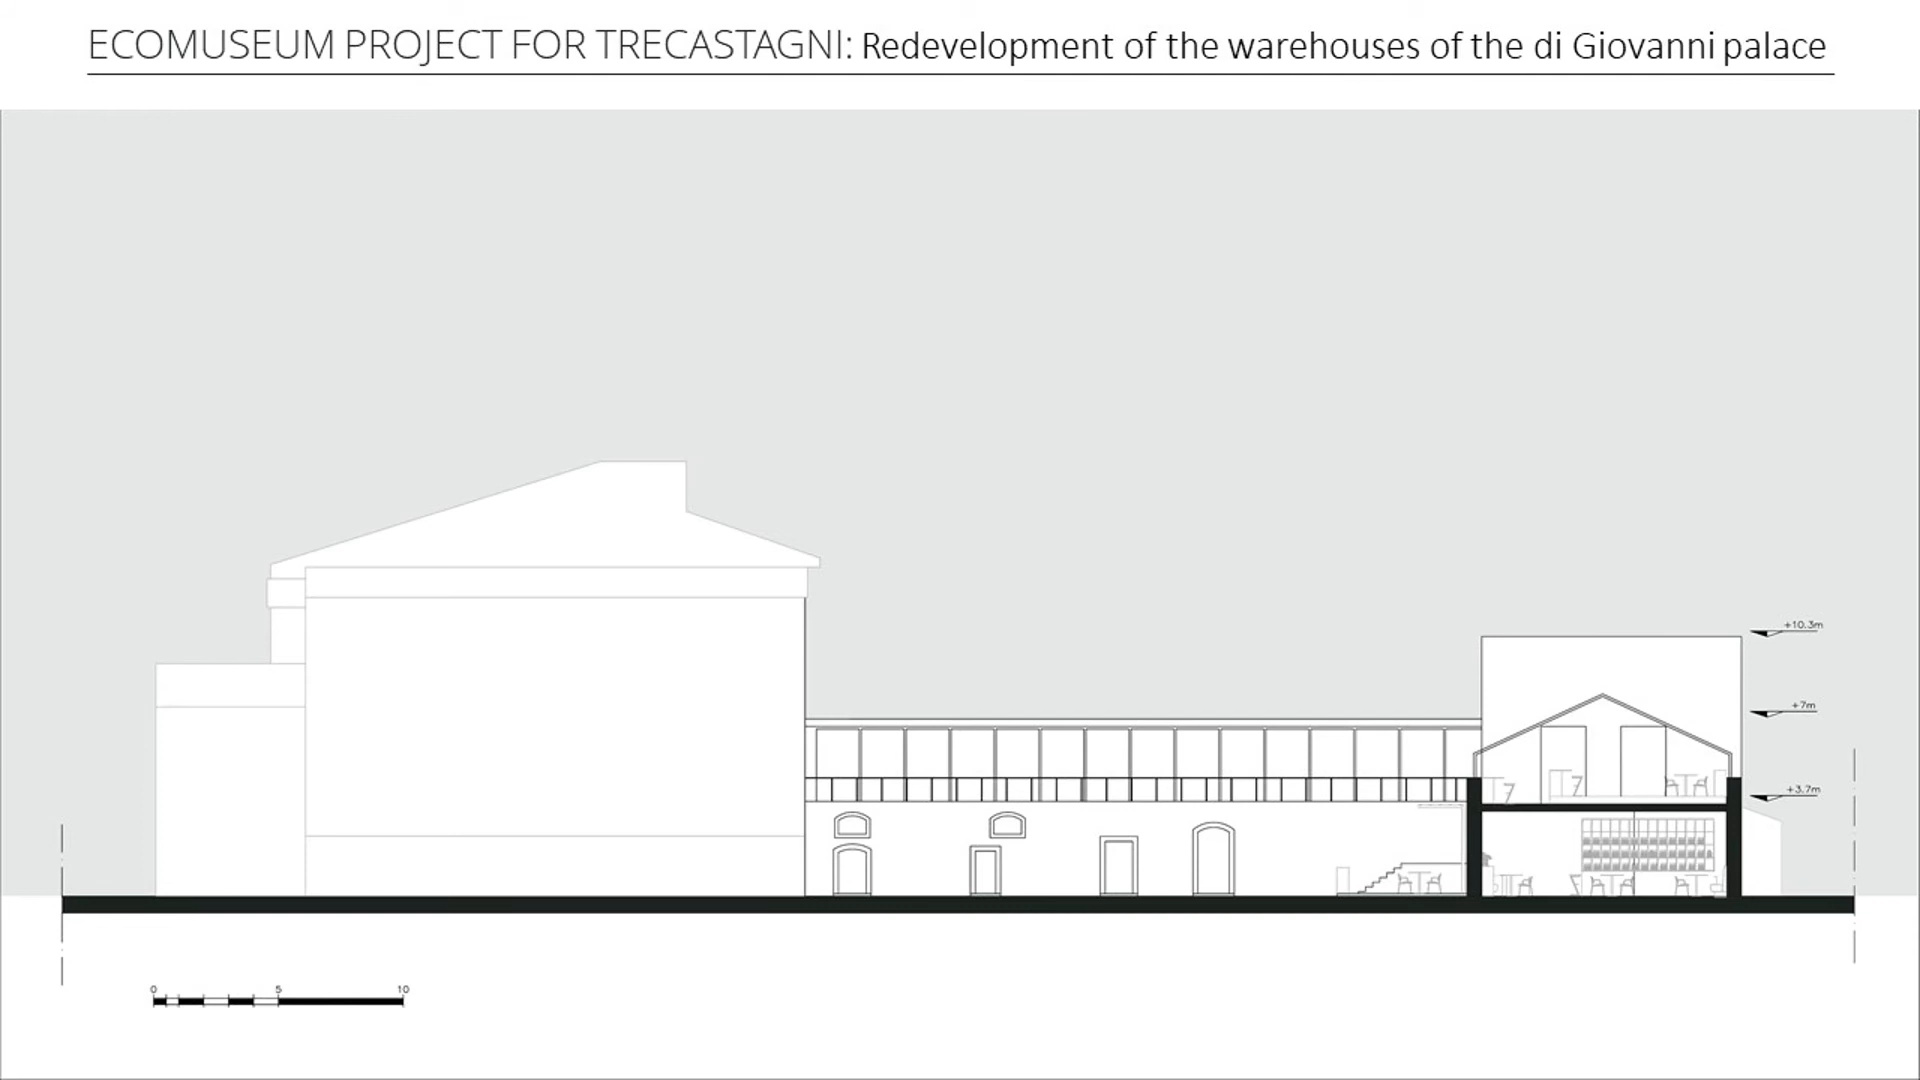 ECOMUSEUM PROJECT FOR TRECASTAGNI: Redevelopment of the warehouses of the di Giovanni palace
+10.3m
+7m
+3.7m
0 5 10